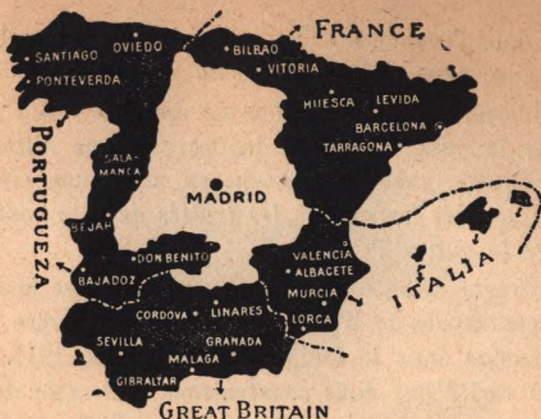 FRANCE
OVIEDO
BILBAO
SANTIAGO
VITORIA
PONTEVERDA
HUESCA
LEVIDA
BARCELONA
TARRAGONA
PORTUGUEZA
SALA-
MANCA
MADRID
BEJAR
DON BENITO
VALENCIA
ALBACETE
ITALIA
BAJADOZ
MURCIA
CORDOVA
LINARES
LORCA
SEVILLA
GRANADA
MALAGA
GIBRALTAR
GREAT BRITAIN